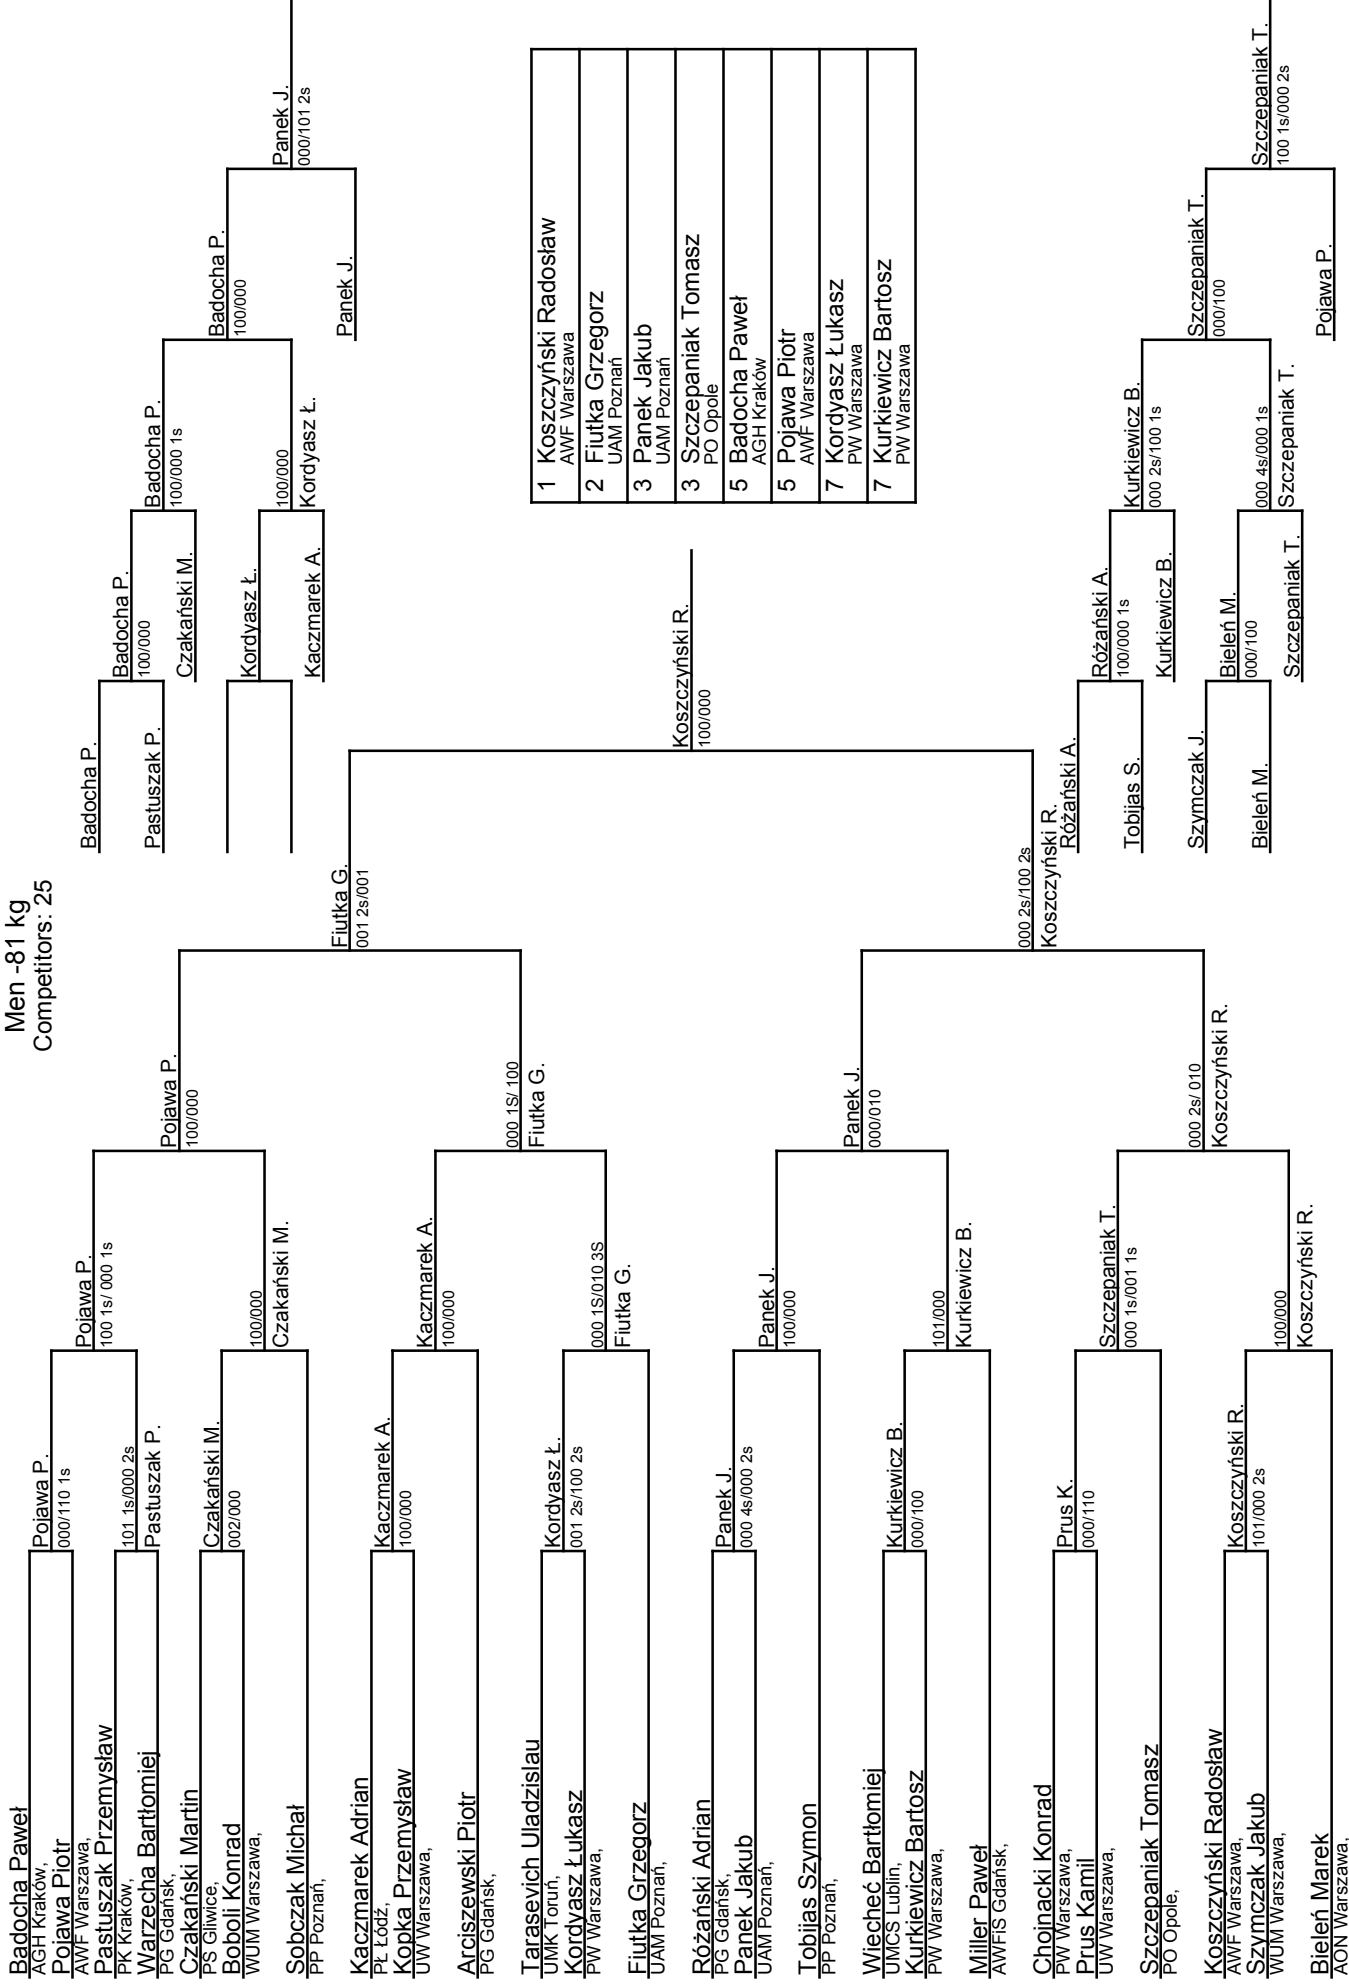 Men -81 kg
Competitors: 25
Badocha Paweł
AGH Kraków,
Pojawa Piotr
AWF Warszawa,
Pastuszak Przemysław
PK Kraków,
Warzecha Bartłomiej
PG Gdańsk,
Czakański Martin
PS Gliwice,
Boboli Konrad
WUM Warszawa,
Sobczak Michał
PP Poznań,
Kaczmarek Adrian
PŁ Łódź,
Kopka Przemysław
UW Warszawa,
Arciszewski Piotr
PG Gdańsk,
Tarasevich Uladzislau
UMK Toruń,
Kordyasz Łukasz
PW Warszawa,
Fiutka Grzegorz
UAM Poznań,
Różański Adrian
PG Gdańsk,
Panek Jakub
UAM Poznań,
Tobijas Szymon
PP Poznań,
Wiecheć Bartłomiej
UMCS Lublin,
Kurkiewicz Bartosz
PW Warszawa,
Miller Paweł
AWFiS Gdańsk,
Choinacki Konrad
PW Warszawa,
Prus Kamil
UW Warszawa,
Szczepaniak Tomasz
PO Opole,
Koszczyński Radosław
AWF Warszawa,
Szymczak Jakub
WUM Warszawa,
Bieleń Marek
AON Warszawa,
Pojawa P.
000/110 1s
101 1s/000 2s
Pastuszak P.
Czakański M.
002/000
Kaczmarek A.
100/000
Kordyasz Ł.
001 2s/100 2s
Panek J.
000 4s/000 2s
Kurkiewicz B.
000/100
Prus K.
000/110
Koszczyński R.
101/000 2s
Pojawa P.
100 1s/ 000 1s
100/000
Czakański M.
Kaczmarek A.
100/000
000 1S/010 3S
Fiutka G.
Panek J.
100/000
101/000
Kurkiewicz B.
Szczepaniak T.
000 1s/001 1s
100/000
Koszczyński R.
Pojawa P.
100/000
000 1S/ 100
Fiutka G.
Panek J.
000/010
000 2s/ 010
Koszczyński R.
Fiutka G.
001 2s/001
000 2s/100 2s
Koszczyński R.
Koszczyński R.
100/000
Badocha P.
Pastuszak P.
Badocha P.
100/000
Czakański M.
Kordyasz Ł.
Kaczmarek A.
Badocha P.
100/000 1s
100/000
Kordyasz Ł.
Badocha P.
100/000
Panek J.
Panek J.
000/101 2s
Różański A.
Tobijas S.
Szymczak J.
Bieleń M.
Różański A.
100/000 1s
Kurkiewicz B.
Bieleń M.
000/100
Szczepaniak T.
Kurkiewicz B.
000 2s/100 1s
000 4s/000 1s
Szczepaniak T.
Szczepaniak T.
000/100
Pojawa P.
Szczepaniak T.
100 1s/000 2s
1 Koszczyński Radosław
AWF Warszawa
2 Fiutka Grzegorz
UAM Poznań
3 Panek Jakub
UAM Poznań
3 Szczepaniak Tomasz
PO Opole
5 Badocha Paweł
AGH Kraków
5 Pojawa Piotr
AWF Warszawa
7 Kordyasz Łukasz
PW Warszawa
7 Kurkiewicz Bartosz
PW Warszawa